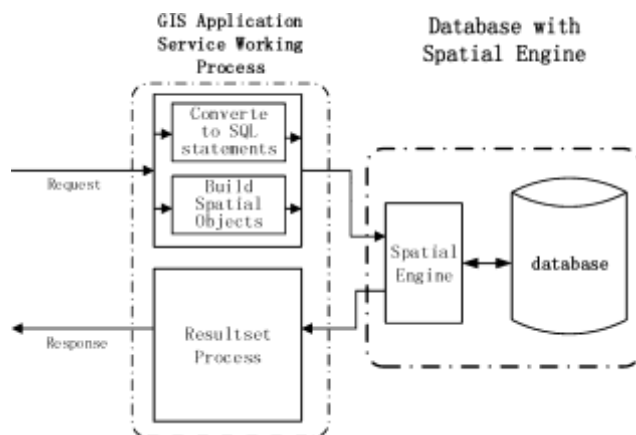 GIS Application
Service Working
Process
Database with
Spatial Engine
Converte
to SQL
statements
Request
Build
Spatial
Objects
Spatial
Engine
database
Resultset
Process
Response